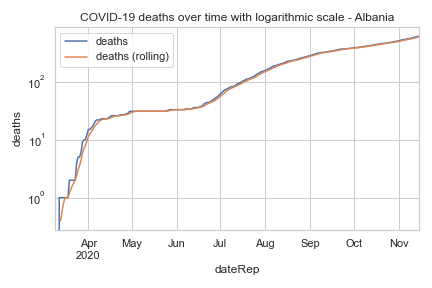 COVID-19 deaths over time with logarithmic scale - Albania
deaths
deaths (rolling)
deaths
10²
10¹
10⁰
Apr May Jun Jul Aug Sep Oct Nov
2020
dateRep